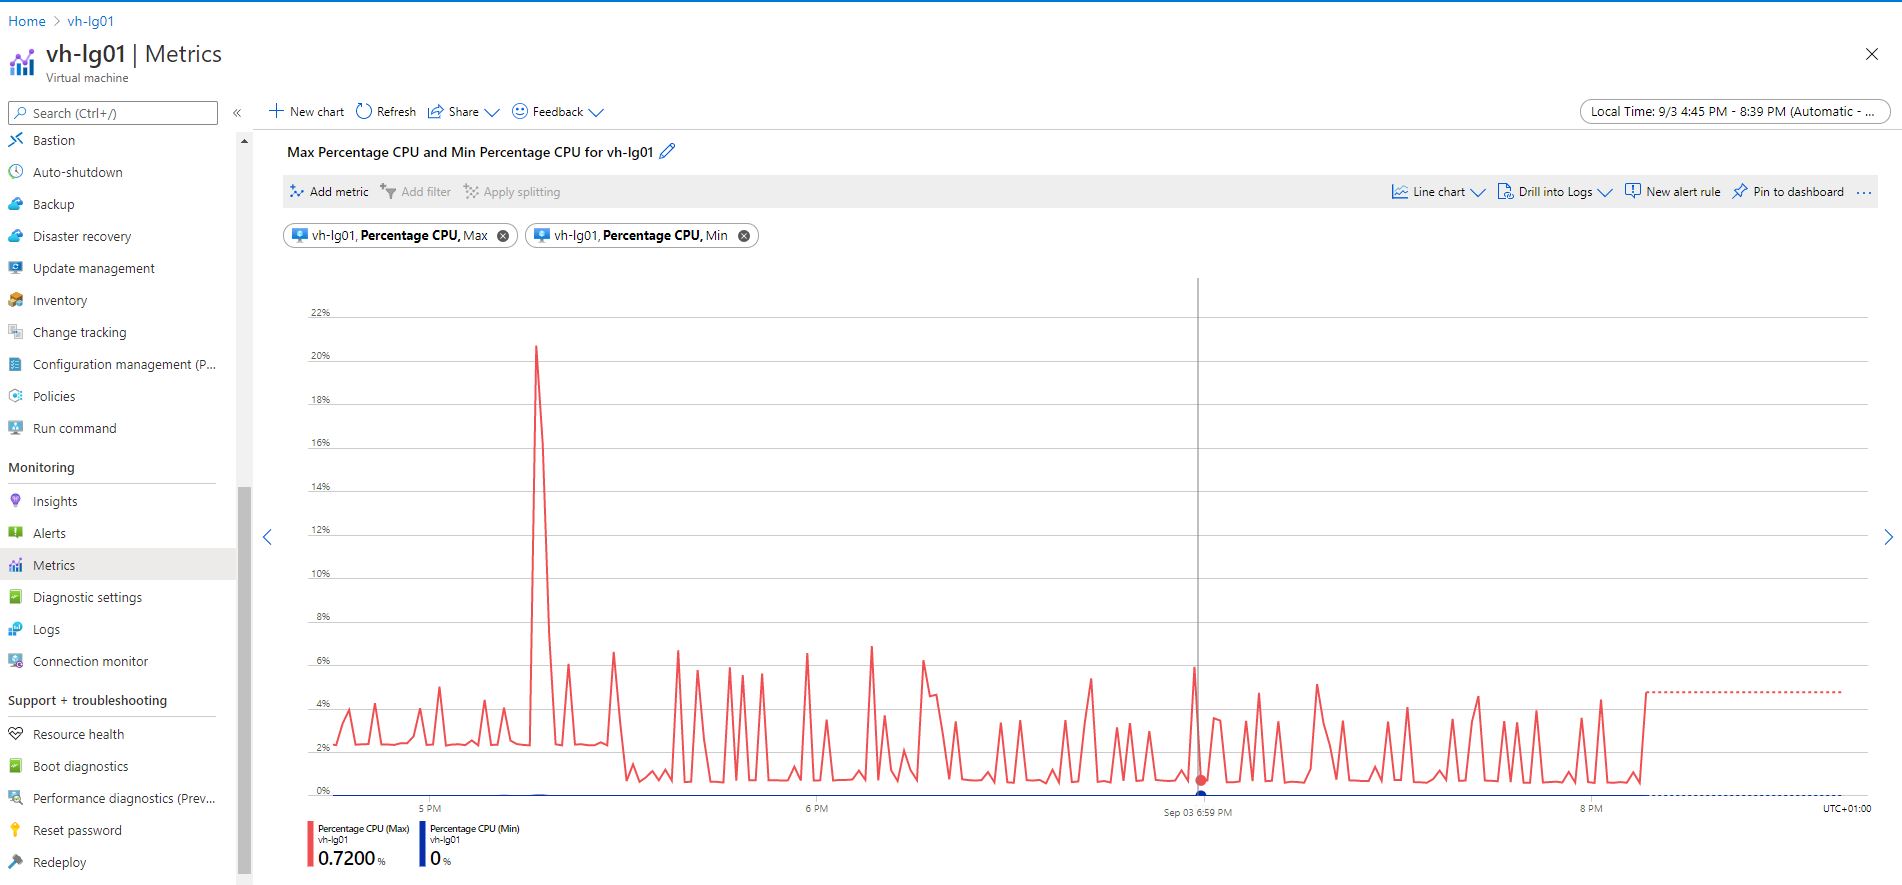 Home > vh-lg01
vh-lg01 | Metrics
Virtual machine
Search (Ctrl+/)
«
Bastion
Auto-shutdown
Backup
Disaster recovery
Update management
Inventory
Change tracking
Configuration management (P...
Policies
Run command
Monitoring
Insights
Alerts
Metrics
Diagnostic settings
Logs
Connection monitor
Support + troubleshooting
Resource health
Boot diagnostics
Performance diagnostics (Prev...
Reset password
Redeploy
New chart Refresh Share Feedback
Local Time: 9/3 4:45 PM - 8:39 PM (Automatic - ...
Max Percentage CPU and Min Percentage CPU for vh-lg01
Add metric Add filter Apply splitting
Line chart Drill into Logs New alert rule Pin to dashboard ...
vh-lg01, Percentage CPU, Max
vh-lg01, Percentage CPU, Min
22%
20%
18%
16%
14%
12%
10%
8%
6%
4%
2%
0%
5 PM 6 PM Sep 03 6:59 PM 8 PM UTC+01:00
Percentage CPU (Max)
vh-lg01
0.7200 %
Percentage CPU (Min)
vh-lg01
0 %